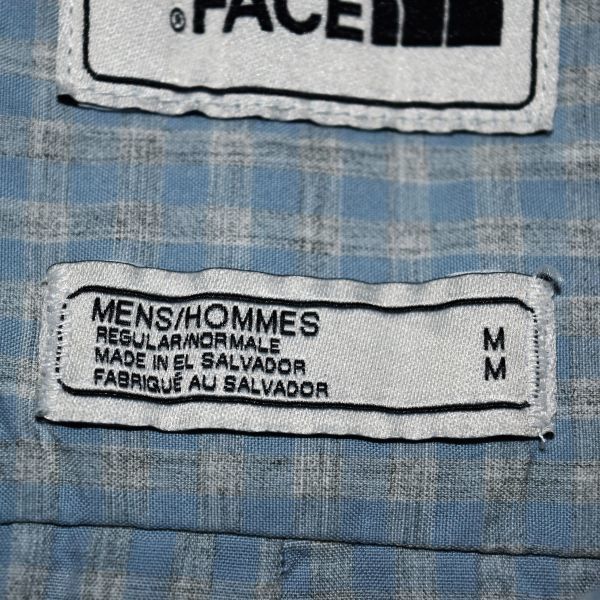 FACE
®
MENS/HOMMES
REGULAR/NORMALE
MADE IN EL SALVADOR
FABRIQUÉ AU SALVADOR
M
M